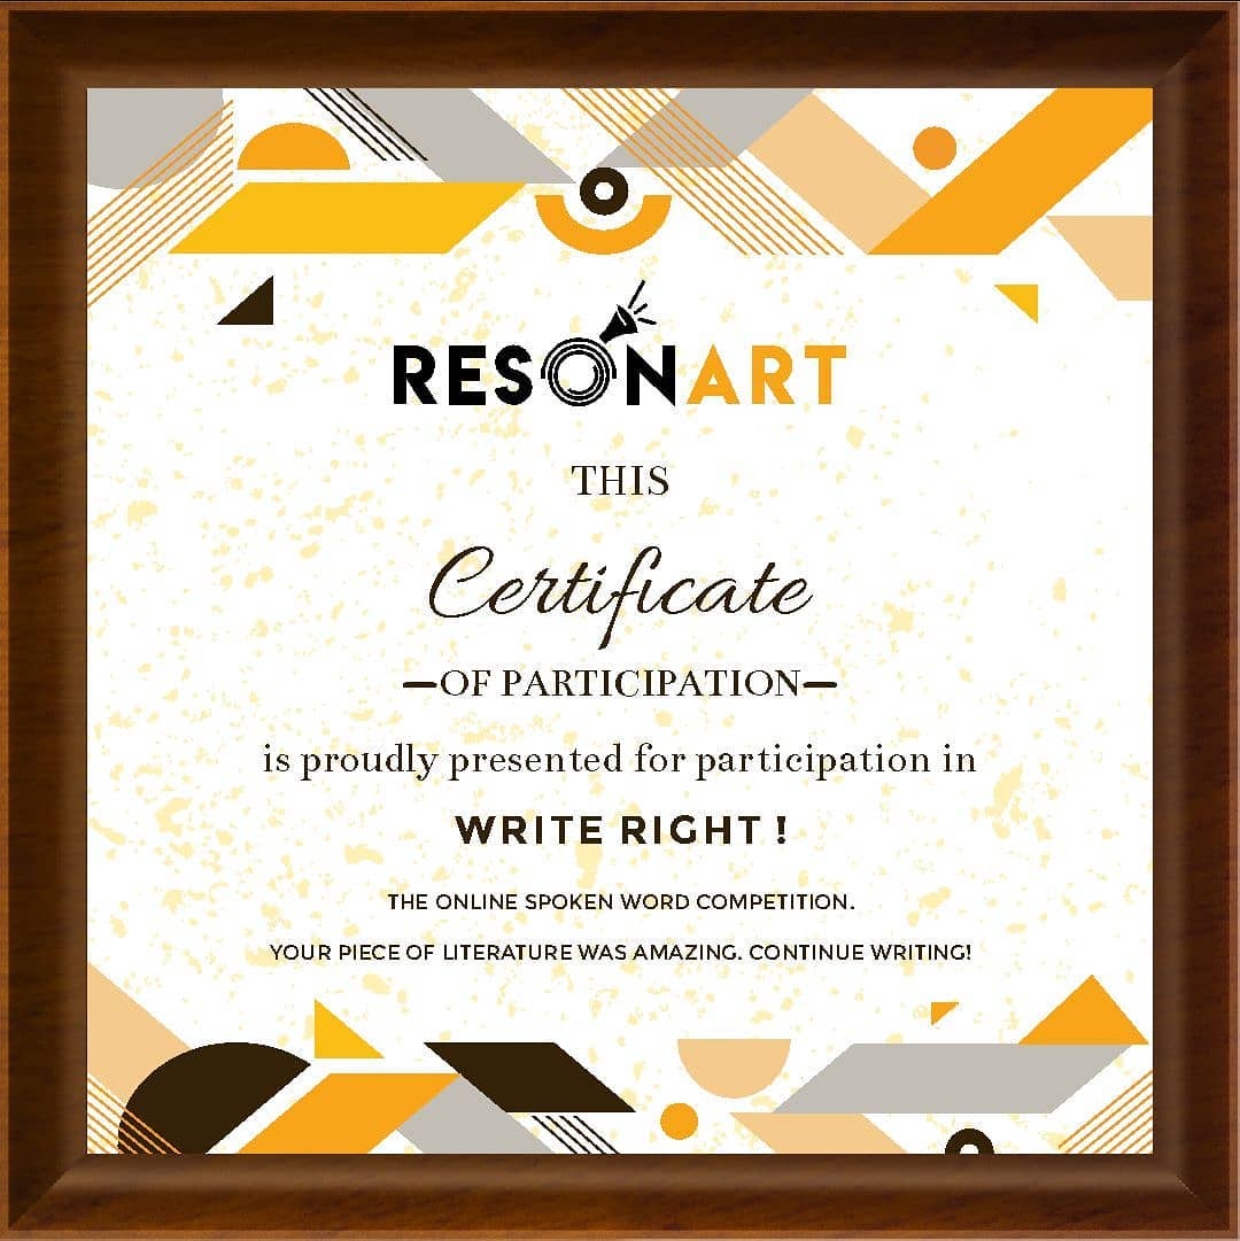 RESONART
THIS
Certificate
—OF PARTICIPATION—
is proudly presented for participation in
WRITE RIGHT !
THE ONLINE SPOKEN WORD COMPETITION.
YOUR PIECE OF LITERATURE WAS AMAZING. CONTINUE WRITING!